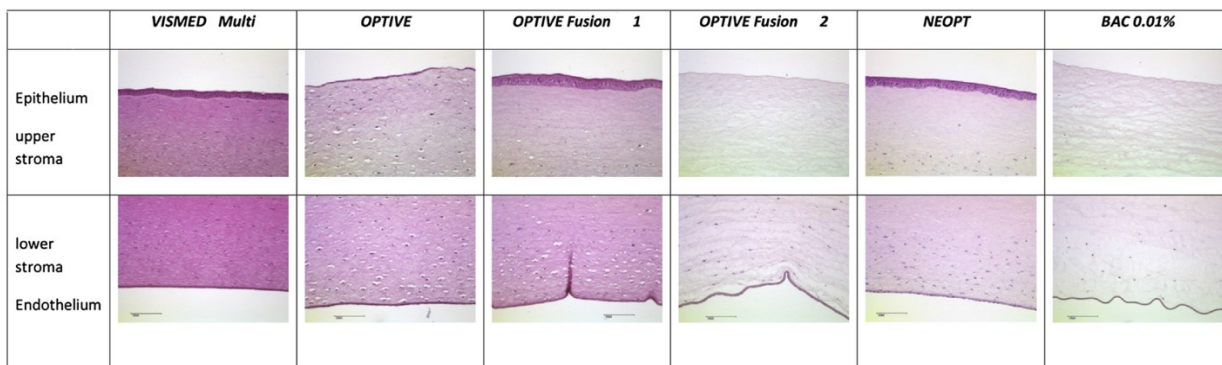 VISMED Multi
OPTIVE
OPTIVE Fusion 1
OPTIVE Fusion 2
NEOPT
BAC 0.01%
Epithelium
upper
stroma
lower
stroma
Endothelium